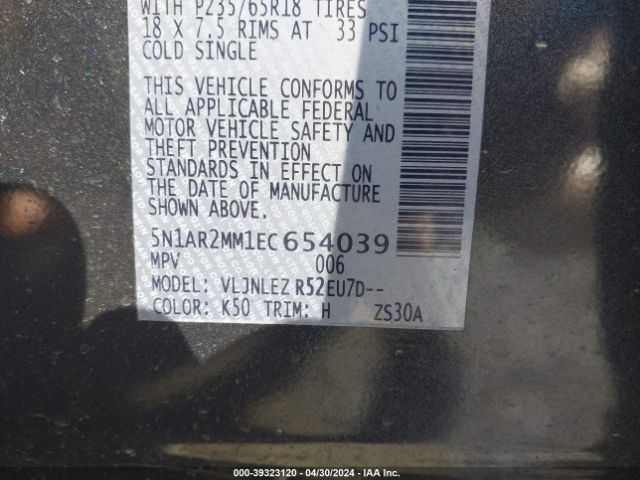 WITH P235/65R18 TIRES
18 X 7.5 RIMS AT 33 PSI
COLD SINGLE
THIS VEHICLE CONFORMS TO
ALL APPLICABLE FEDERAL
MOTOR VEHICLE SAFETY AND
THEFT PREVENTION
STANDARDS IN EFFECT ON
THE DATE OF MANUFACTURE
SHOWN ABOVE.
5N1AR2MM1EC654039
MPV 006
MODEL: VLJNLEZ R52EU7D--
COLOR: K50 TRIM: H ZS30A
000-39323120 - 04/30/2024 - IAA Inc.